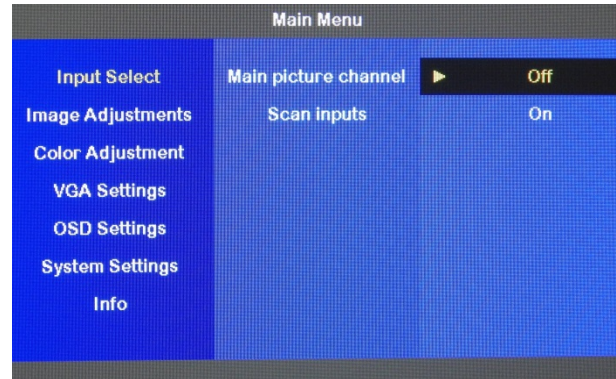 Main Menu
Input Select
Main picture channel
Off
Image Adjustments
Scan inputs
On
Color Adjustment
VGA Settings
OSD Settings
System Settings
Info